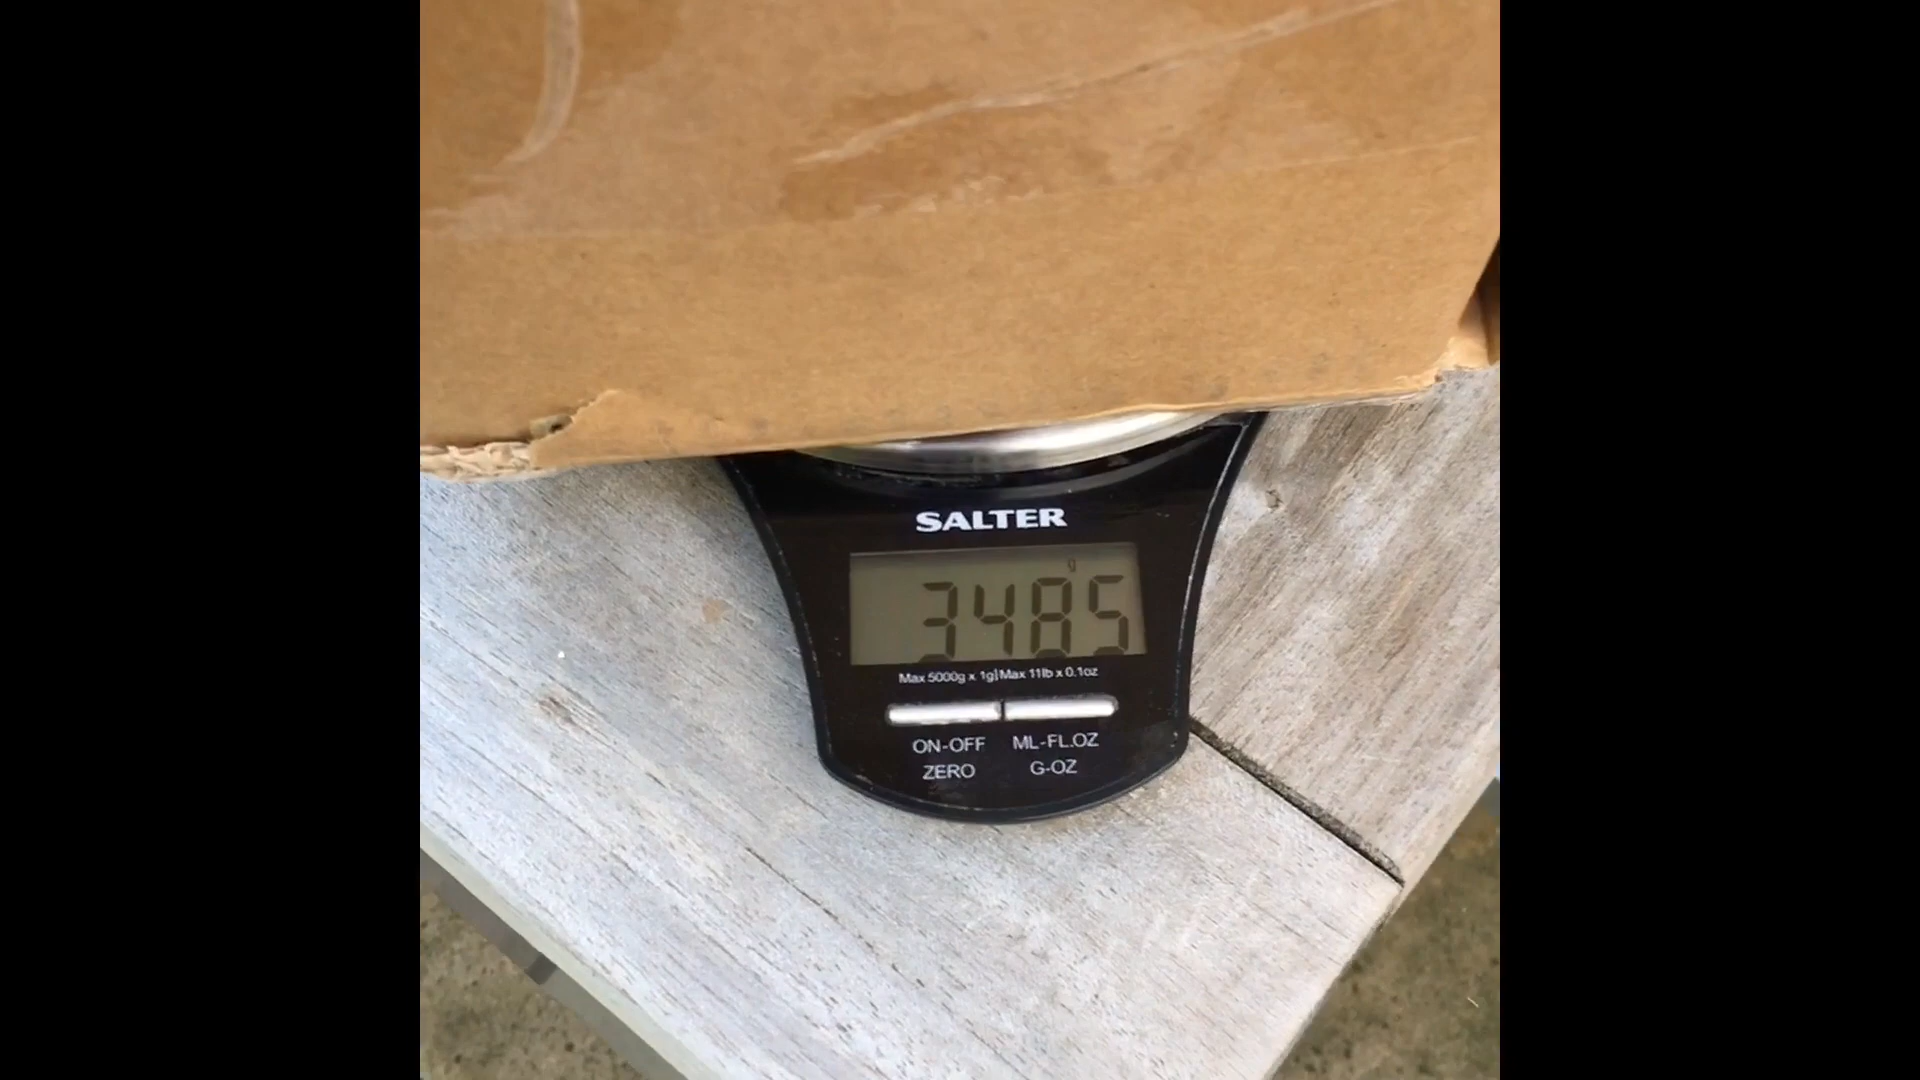 SALTER
g
3485
Max 5000g x 1g|Max 11lb x 0.1oz
ON-OFF ML-FL.OZ
ZERO G-OZ